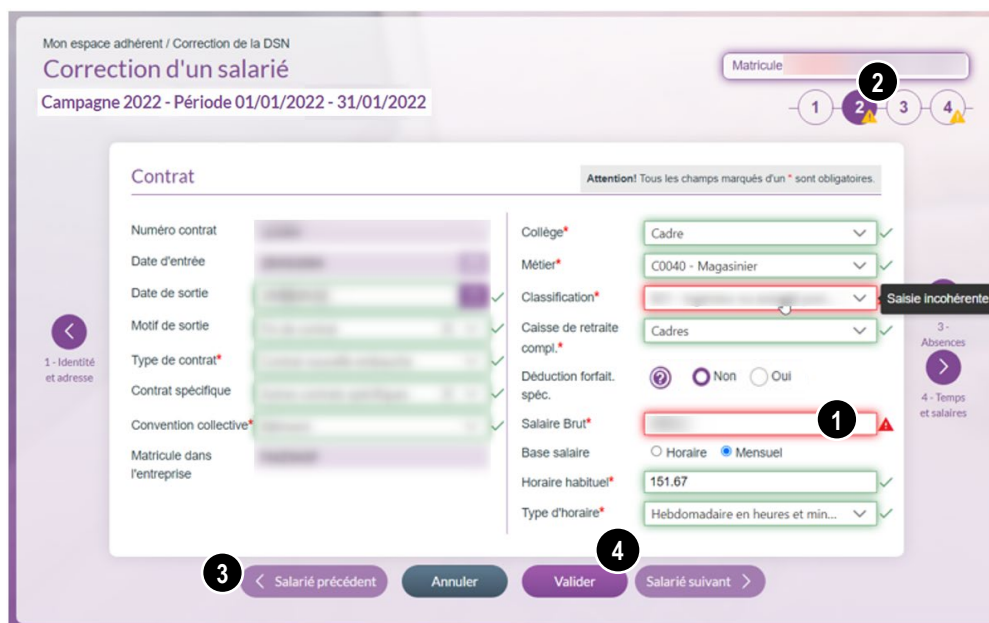 Mon espace adhérent / Correction de la DSN
Correction d'un salarié
Campagne 2022 - Période 01/01/2022 - 31/01/2022
Matricule
2
1 2 3 4
Contrat
Attention! Tous les champs marqués d'un * sont obligatoires.
Numéro contrat
Date d'entrée
Date de sortie
Motif de sortie
Type de contrat*
Contrat spécifique
Convention collective*
Matricule dans
l'entreprise
Collège* Cadre
Métier* C0040 - Magasinier
Classification*
Saisie incohérente
Caisse de retraite
compl.*
Cadres
Déduction forfait.
spéc.
? Non Oui
Salaire Brut*
1
Base salaire Horaire Mensuel
Horaire habituel* 151.67
Type d'horaire* Hebdomadaire en heures et min...
1 - Identité
et adresse
3 -
Absences
4 - Temps
et salaires
3
4
Salarié précédent Annuler Valider Salarié suivant